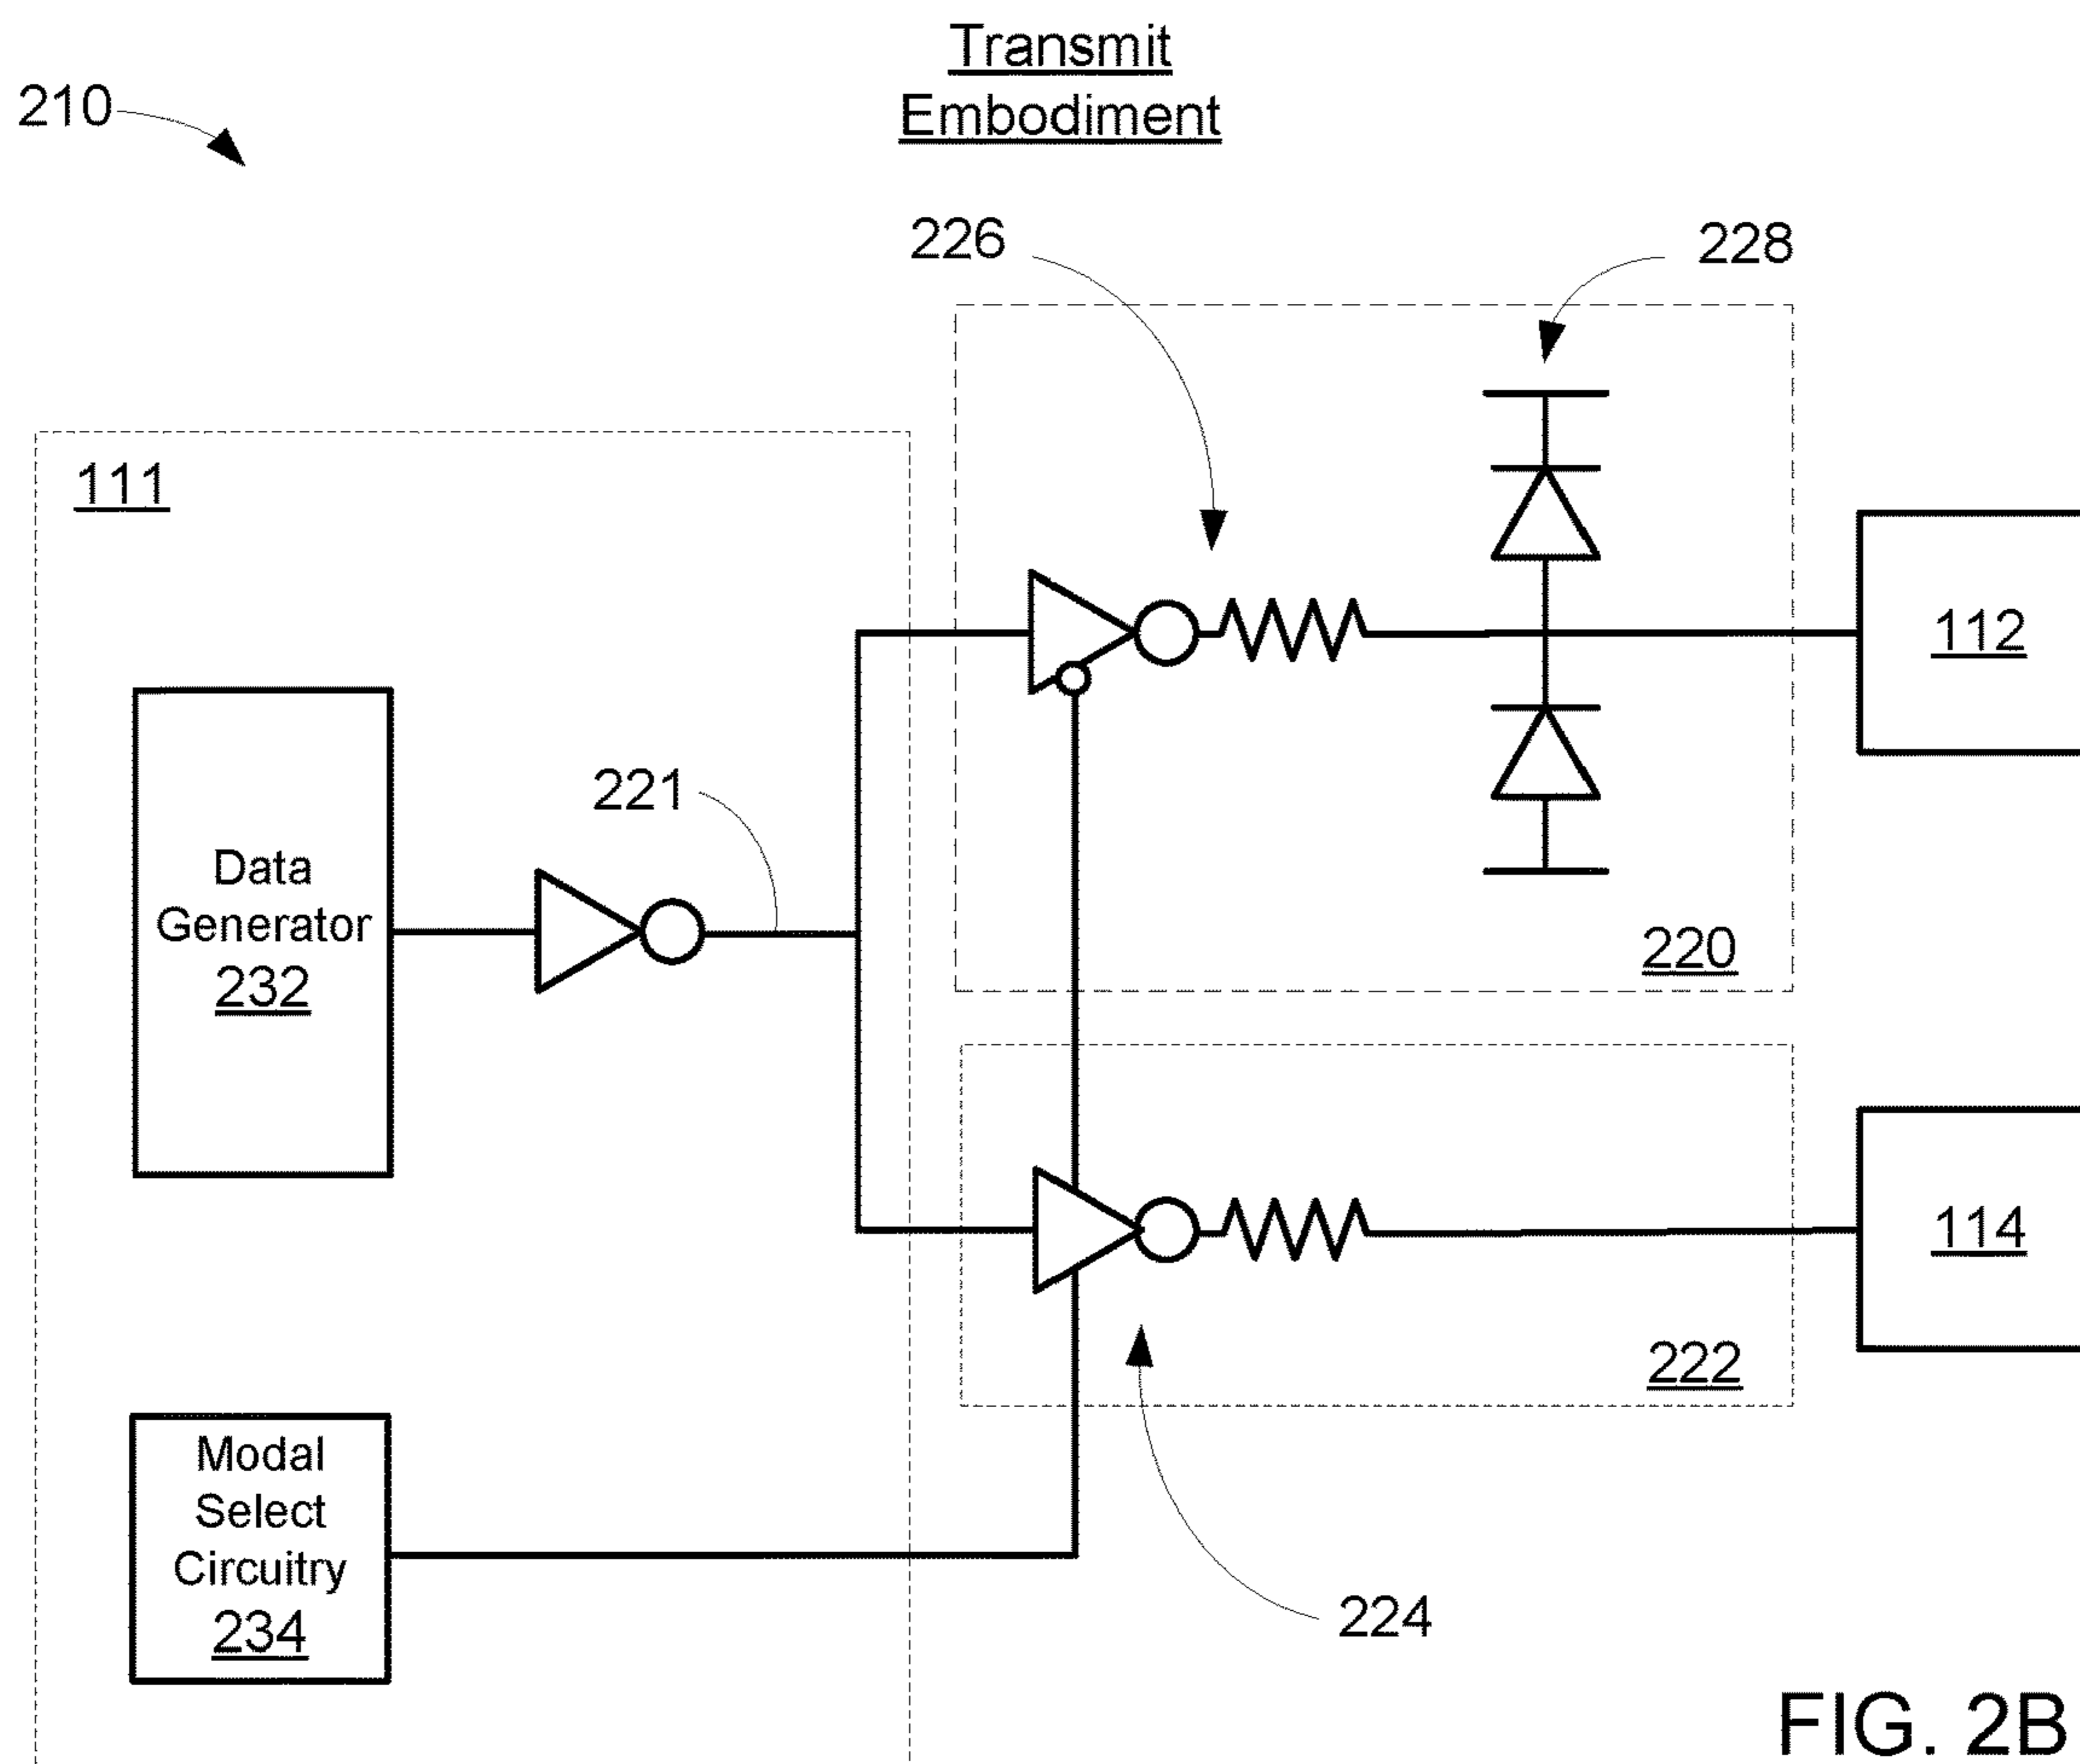 Transmit
Embodiment
210
226
228
111
112
221
Data
Generator
232
220
114
222
Modal
Select
Circuitry
234
224
FIG. 2B